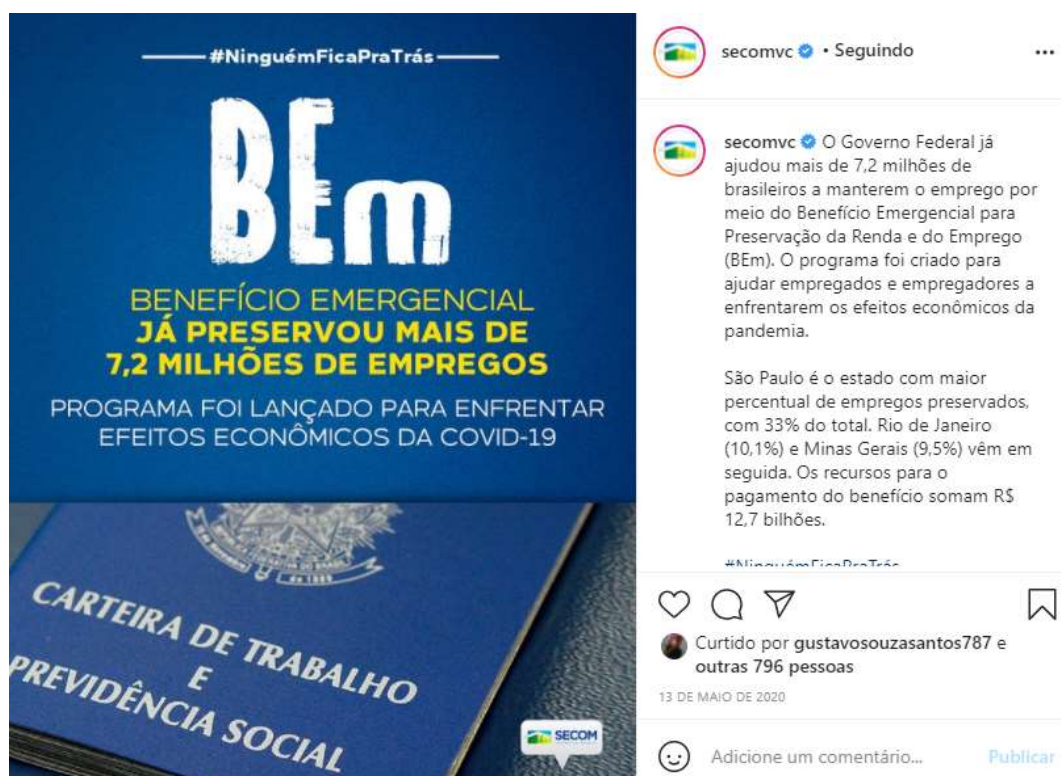 #NinguémFicaPraTrás
BEm
BENEFÍCIO EMERGENCIAL
JÁ PRESERVOU MAIS DE
7,2 MILHÕES DE EMPREGOS
PROGRAMA FOI LANÇADO PARA ENFRENTAR
EFEITOS ECONÔMICOS DA COVID-19
CARTEIRA DE TRABALHO
E
PREVIDÊNCIA SOCIAL
SECOM
secomvc • Seguindo
secomvc O Governo Federal já
ajudou mais de 7,2 milhões de
brasileiros a manterem o emprego por
meio do Benefício Emergencial para
Preservação da Renda e do Emprego
(BEm). O programa foi criado para
ajudar empregados e empregadores a
enfrentarem os efeitos econômicos da
pandemia.
São Paulo é o estado com maior
percentual de empregos preservados,
com 33% do total. Rio de Janeiro
(10,1%) e Minas Gerais (9,5%) vêm em
seguida. Os recursos para o
pagamento do benefício somam R$
12,7 bilhões.
#NinguémFicaPraTrás
Curtido por gustavosouzasantos787 e
outras 796 pessoas
13 DE MAIO DE 2020
Adicione um comentário... Publicar